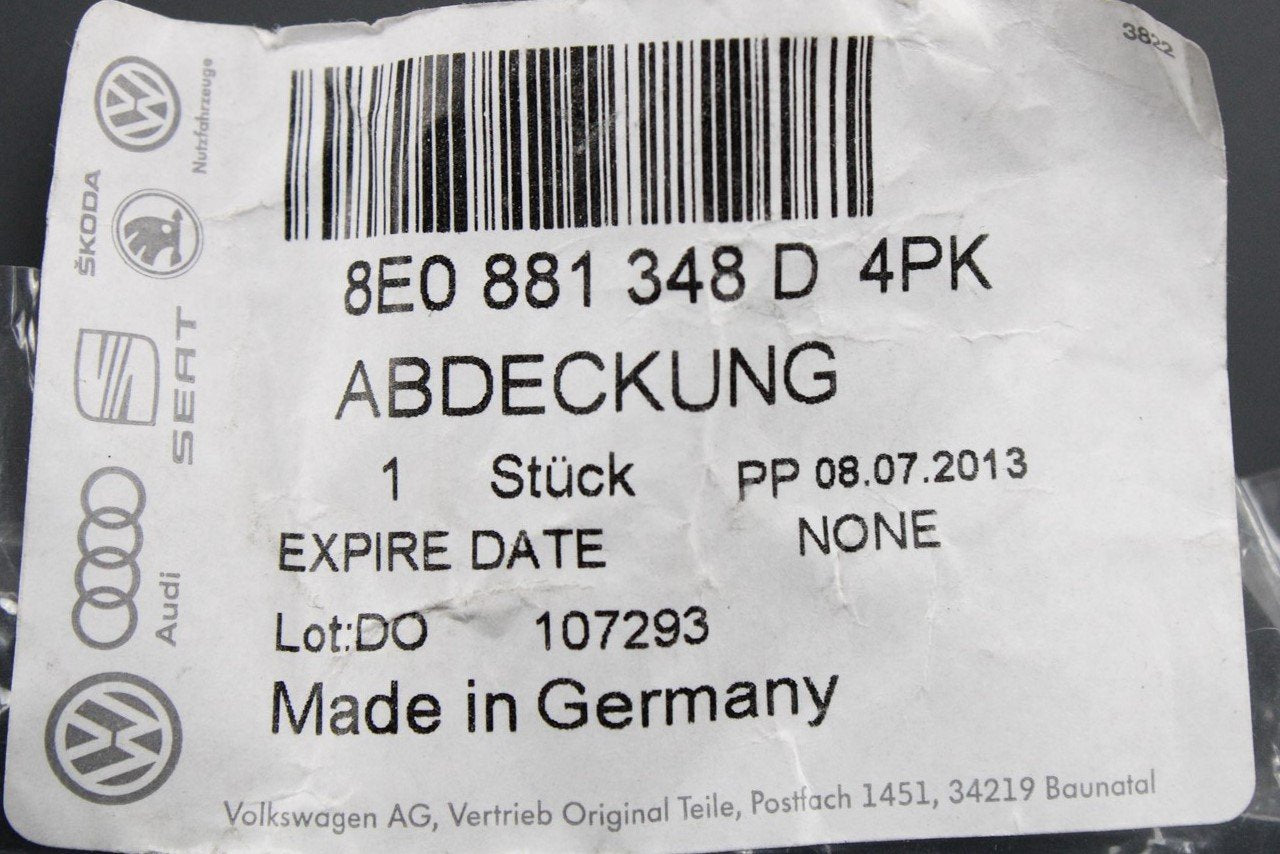 3822
Nutzfahrzeuge
ŠKODA
SEAT
Audi
8E0 881 348 D 4PK
ABDECKUNG
1 Stück PP 08.07.2013
EXPIRE DATE NONE
Lot:DO 107293
Made in Germany
Volkswagen AG, Vertrieb Original Teile, Postfach 1451, 34219 Baunatal